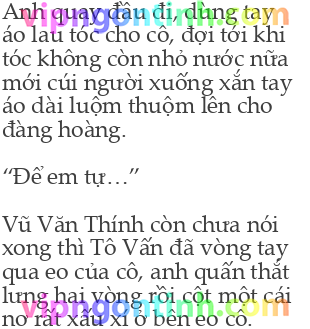 Anh quay đầu đi, dùng tay
áo lau tóc cho cô, đợi tới khi
tóc không còn nhỏ nước nữa
mới cúi người xuống xắn tay
áo dài luộm thuộm lên cho
đàng hoàng.
“Để em tự…”
Vũ Văn Thính còn chưa nói
xong thì Tô Vấn đã vòng tay
qua eo của cô, anh quấn thắt
lưng hai vòng rồi cột một cái
nơ rất xấu xí ở bên eo cô.
vipngontinh.com
vipngontinh.com